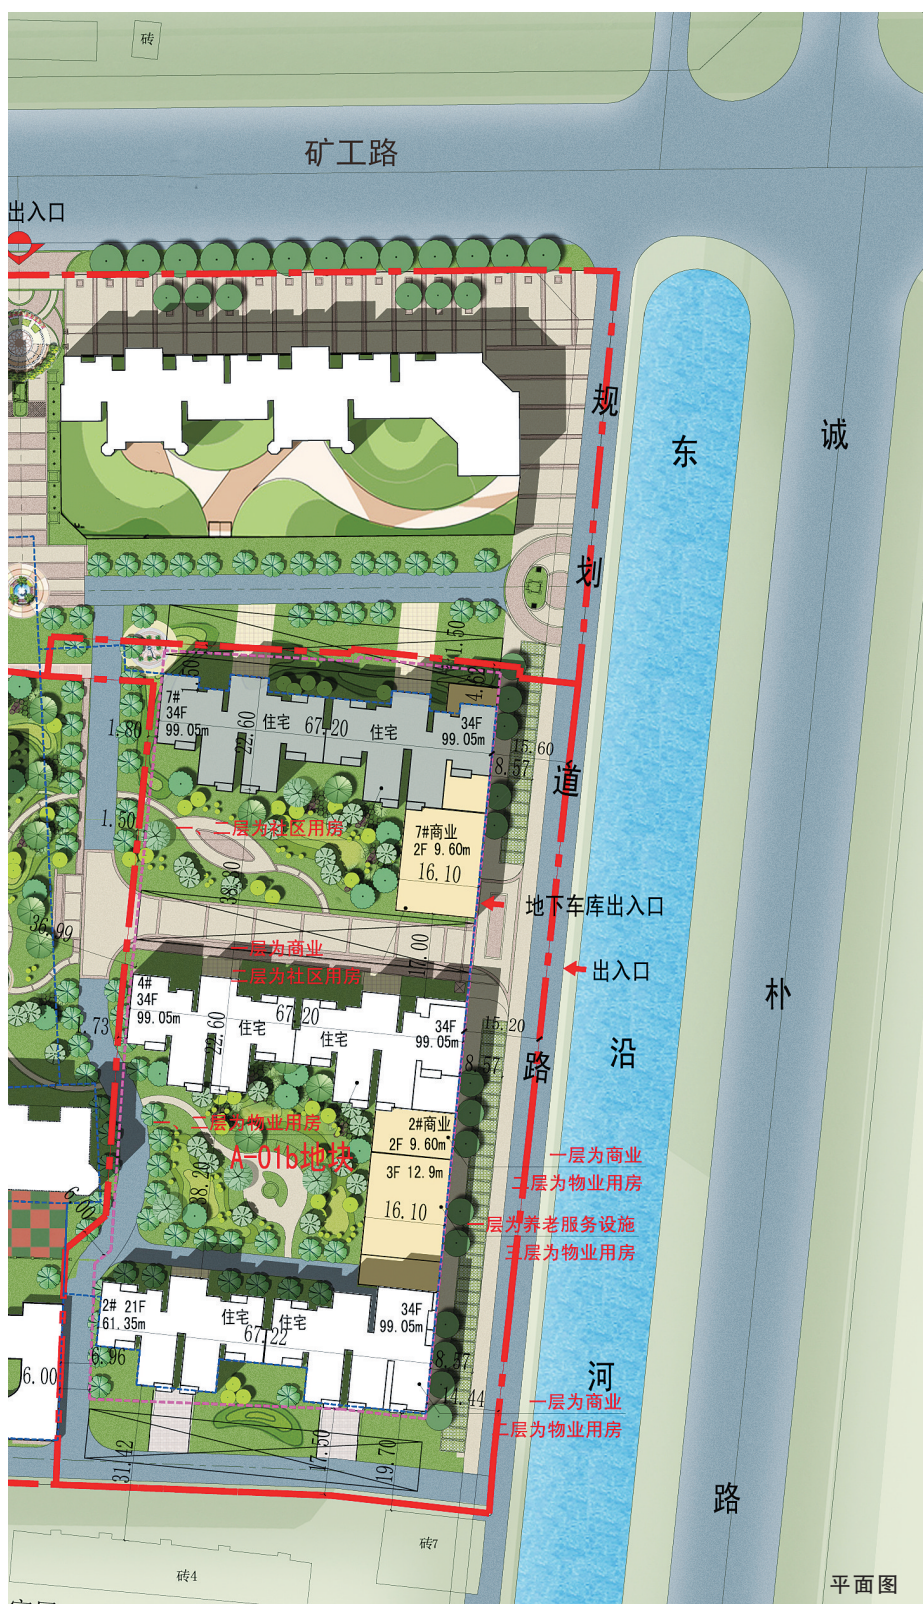 砖
矿工路
出入口
规
划
道
路
东
沿
河
诚
朴
路
1.50
4.62
7#
34F
99.05m
住宅
67.20
住宅
34F
99.05m
22.60
1.80
15.60
8.57
1.50
一、二层为社区用房
7#商业
2F 9.60m
16.10
38.80
地下车库出入口
36.99
一层为商业
二层为社区用房
17.00
出入口
4#
34F
99.05m
住宅
67.20
住宅
34F
99.05m
22.60
1.73
15.20
8.57
一、二层为物业用房
2#商业
2F 9.60m
A-01b地块
3F 12.9m
一层为商业
二层为物业用房
38.20
16.10
6.00
一层为养老服务设施
三层为物业用房
2# 21F
61.35m
住宅
67.22
住宅
34F
99.05m
6.96
8.57
6.00
14.44
一层为商业
二层为物业用房
31.42
17.50
19.70
砖7
砖4
平面图